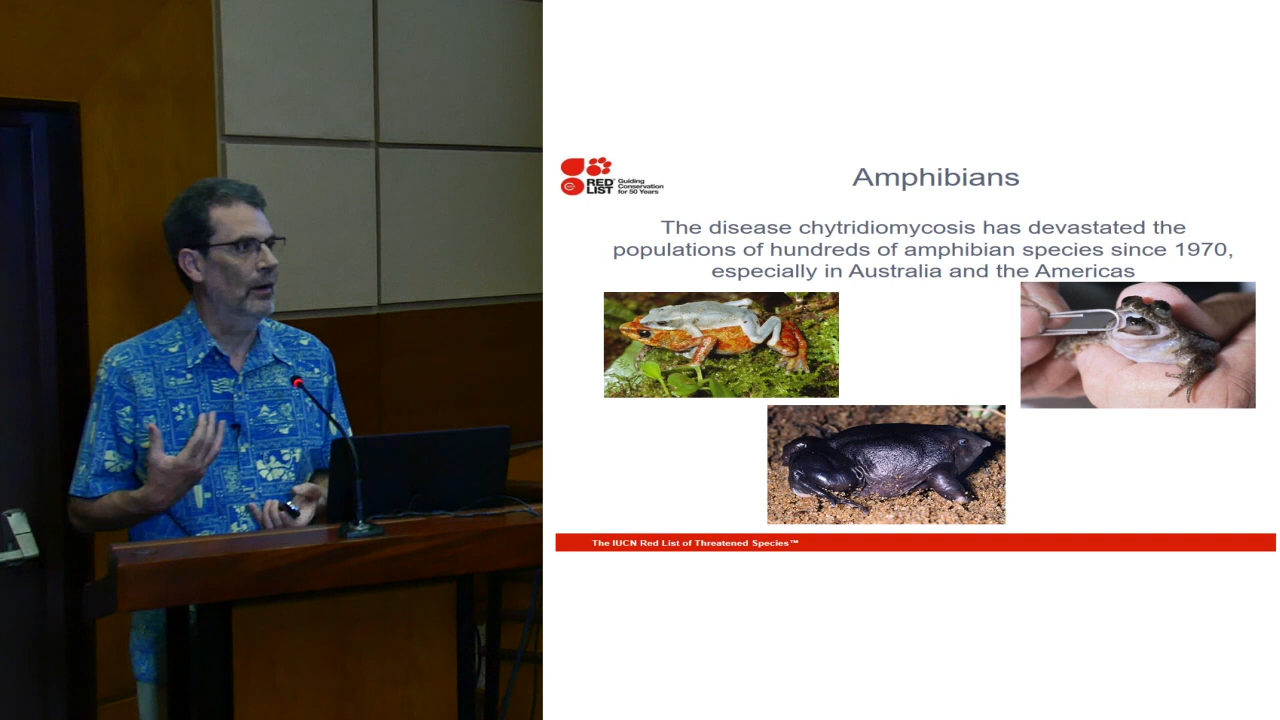 RED LIST
Guiding
Conservation
for 50 Years
Amphibians
The disease chytridiomycosis has devastated the
populations of hundreds of amphibian species since 1970,
especially in Australia and the Americas
The IUCN Red List of Threatened Species™